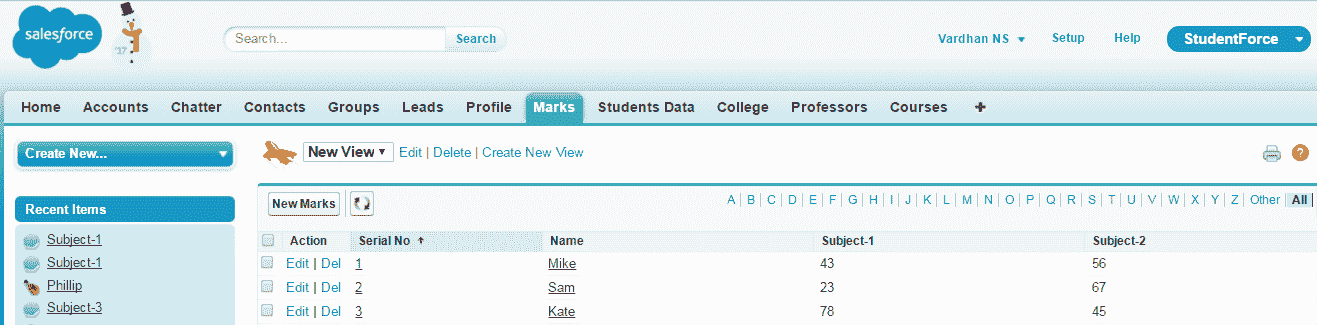 salesforce
'17
Search... Search
Vardhan NS Setup Help StudentForce
Home Accounts Chatter Contacts Groups Leads Profile Marks Students Data College Professors Courses +
Create New...
New View Edit | Delete | Create New View
?
Recent Items
Subject-1
Subject-1
Phillip
Subject-3
New Marks
A | B | C | D | E | F | G | H | I | J | K | L | M | N | O | P | Q | R | S | T | U | V | W | X | Y | Z | Other | All
Action Serial No Name Subject-1 Subject-2
Edit | Del 1 Mike 43 56
Edit | Del 2 Sam 23 67
Edit | Del 3 Kate 78 45